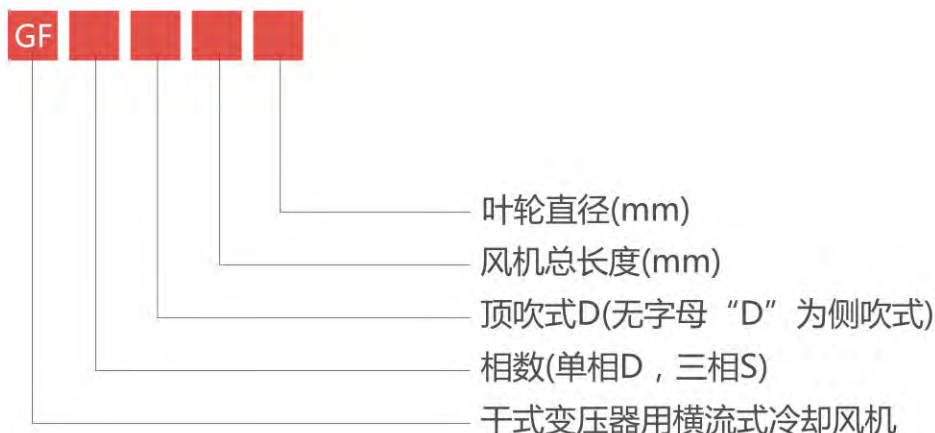 GF
叶轮直径(mm)
风机总长度(mm)
顶吹式D(无字母“D”为侧吹式)
相数(单相D，三相S)
干式变压器用横流式冷却风机